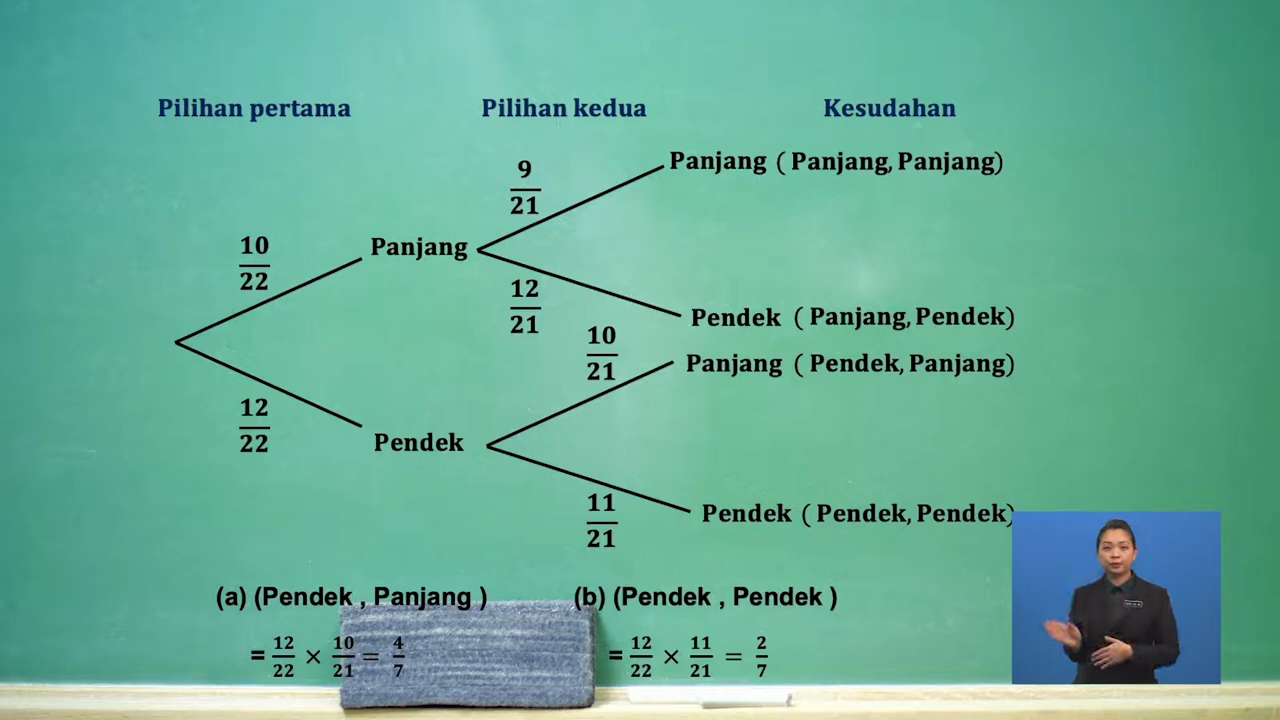 Pilihan pertama Pilihan kedua Kesudahan
9/21 Panjang ( Panjang, Panjang)
10/22 Panjang
12/21 Pendek ( Panjang, Pendek)
10/21 Panjang ( Pendek, Panjang)
12/22 Pendek
11/21 Pendek ( Pendek, Pendek)
(a) (Pendek , Panjang ) (b) (Pendek , Pendek )
= 12/22 × 10/21 = 4/7 = 12/22 × 11/21 = 2/7